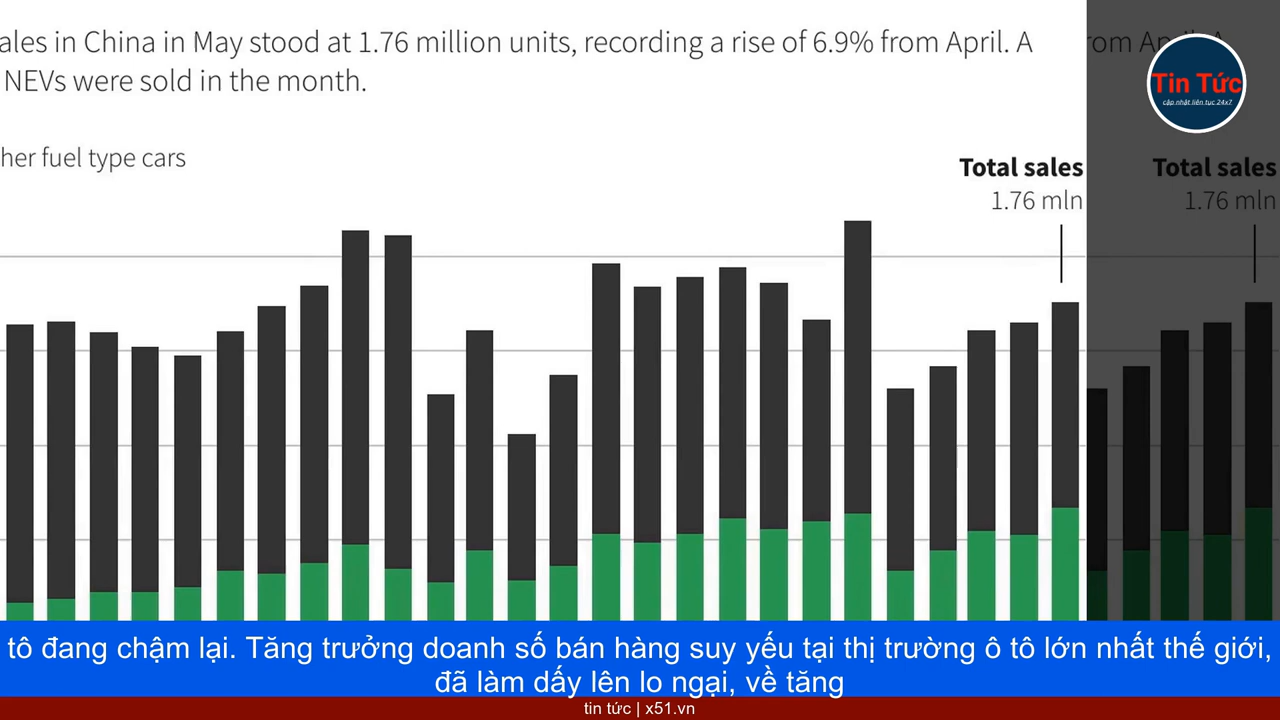 ales in China in May stood at 1.76 million units, recording a rise of 6.9% from April. A
NEVs were sold in the month.
Tin Tức
cập nhật liên tục 24x7
her fuel type cars
Total sales
1.76 mln
Total sales
1.76 mln
tô đang chậm lại. Tăng trưởng doanh số bán hàng suy yếu tại thị trường ô tô lớn nhất thế giới,
đã làm dấy lên lo ngại, về tăng
tin tức | x51.vn